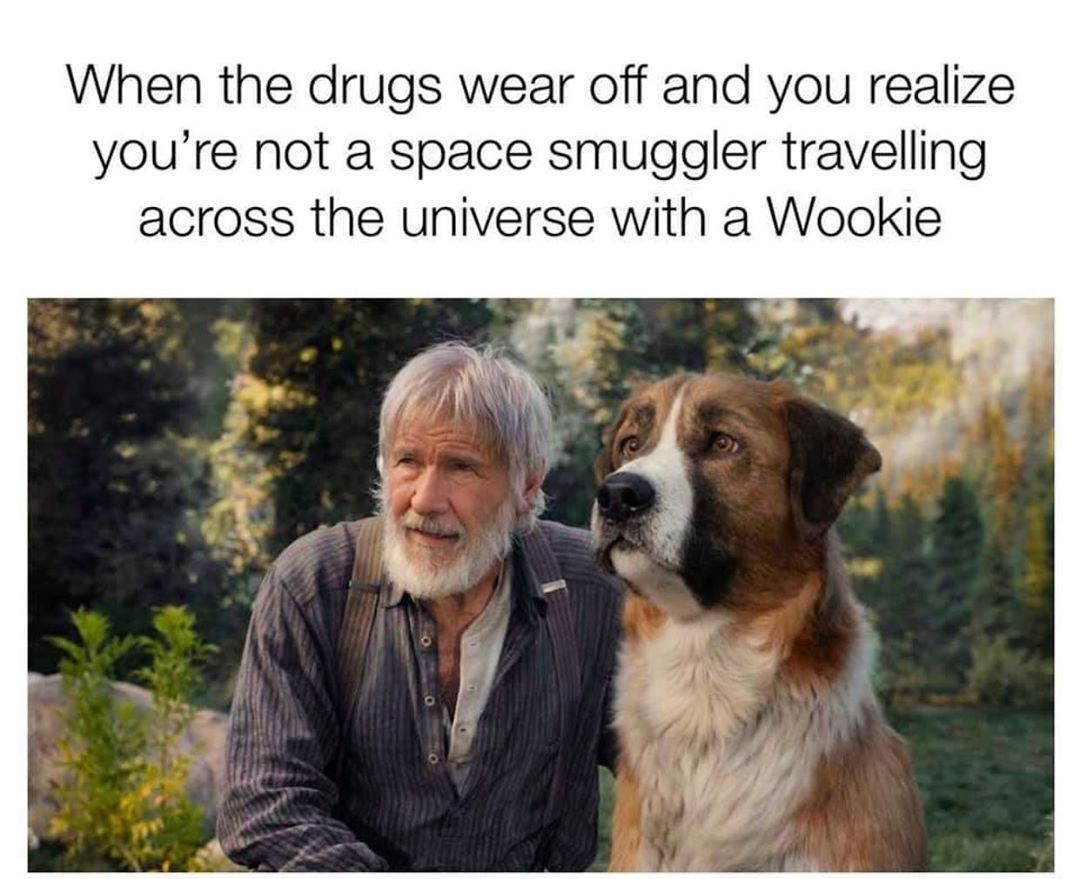 When the drugs wear off and you realize
you're not a space smuggler travelling
across the universe with a Wookie